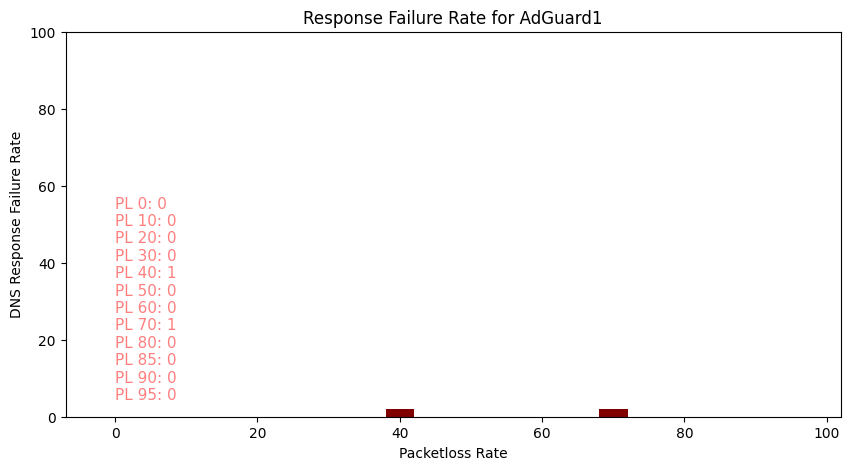 Response Failure Rate for AdGuard1
DNS Response Failure Rate
100
80
60
40
20
0
PL 0: 0
PL 10: 0
PL 20: 0
PL 30: 0
PL 40: 1
PL 50: 0
PL 60: 0
PL 70: 1
PL 80: 0
PL 85: 0
PL 90: 0
PL 95: 0
0 20 40 60 80 100
Packetloss Rate